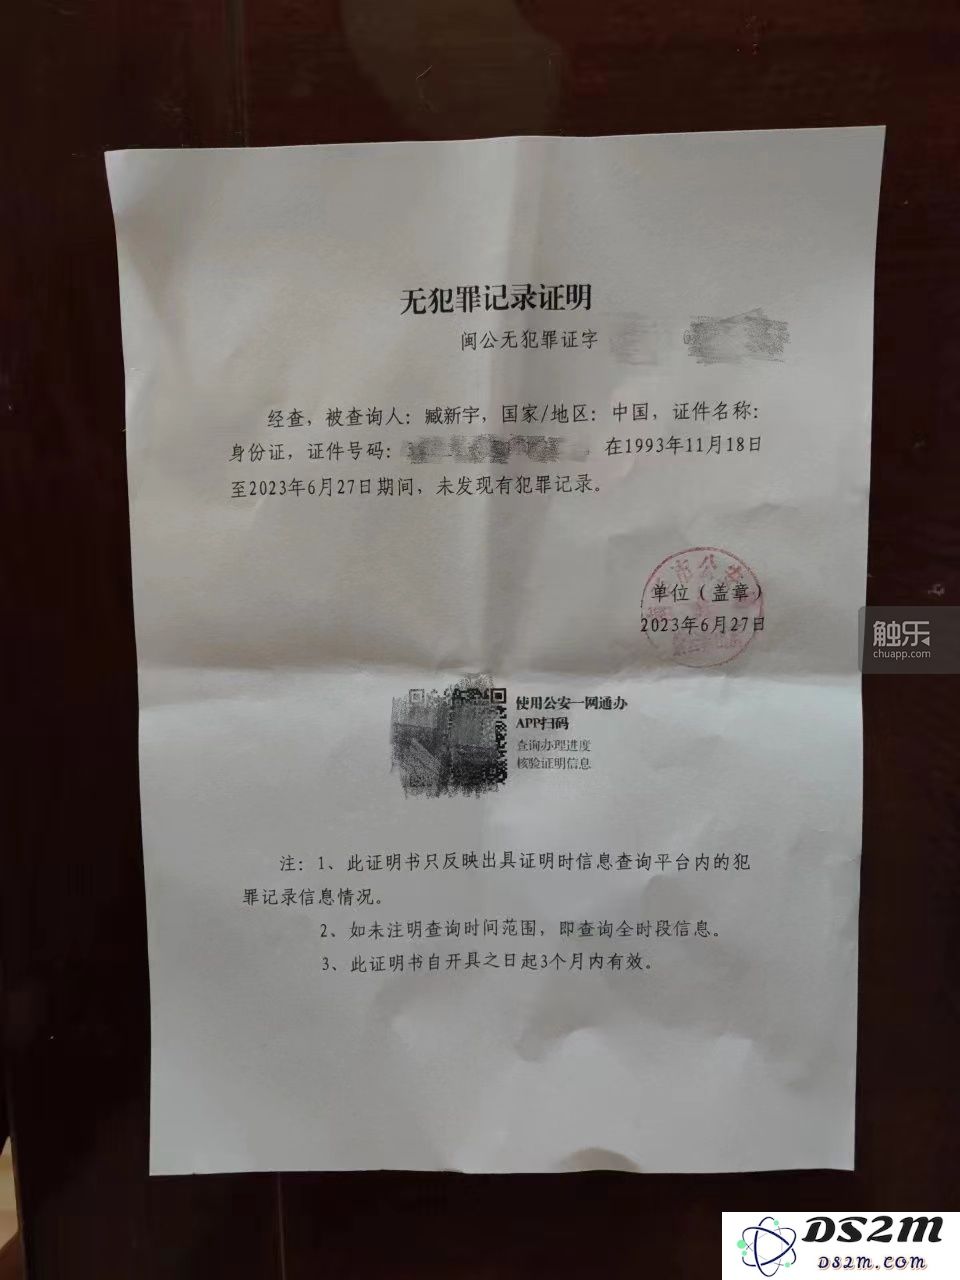 无犯罪记录证明
闽公无犯罪证字
经查，被查询人：臧新宇，国家/地区：中国，证件名称：
身份证，证件号码：
在1993年11月18日
至2023年6月27日期间，未发现有犯罪记录。
市公安
单位（盖章）
2023年6月27日
触乐
chuapp.com
使用公安一网通办
APP扫码
查询办理进度
核验证明信息
注：1、此证明书只反映出具证明时信息查询平台内的犯
罪记录信息情况。
2、如未注明查询时间范围，即查询全时段信息。
3、此证明书自开具之日起3个月内有效。
DS2M
DS2M.COM